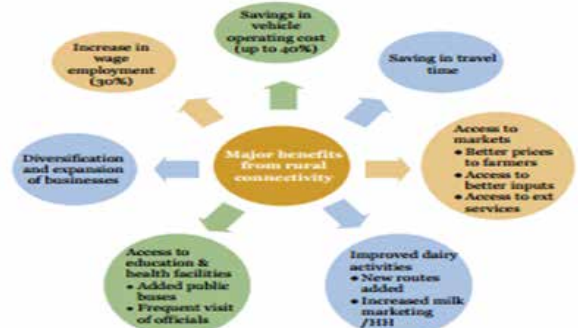 Savings in
vehicle
operating cost
(up to 40%)
Increase in
wage
employment
(30%)
Saving in travel
time
Major benefits
from rural
connectivity
Access to
markets
• Better prices
to farmers
• Access to
better inputs
• Access to ext
services
Diversification
and expansion
of businesses
Access to
education &
health facilities
• Added public
buses
• Frequent visit
of officials
Improved dairy
activities
• New routes
added
• Increased milk
marketing
/HH